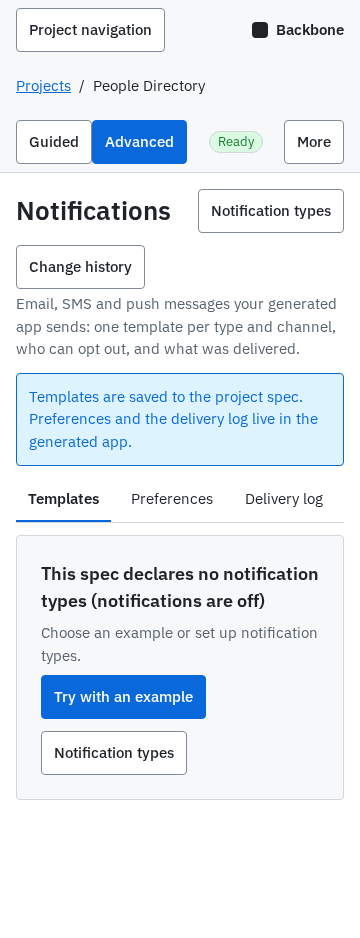 Project navigation
Backbone
Projects / People Directory
Guided
Advanced
Ready
More
Notifications
Notification types
Change history
Email, SMS and push messages your generated
app sends: one template per type and channel,
who can opt out, and what was delivered.
Templates are saved to the project spec.
Preferences and the delivery log live in the
generated app.
Templates
Preferences
Delivery log
This spec declares no notification
types (notifications are off)
Choose an example or set up notification
types.
Try with an example
Notification types